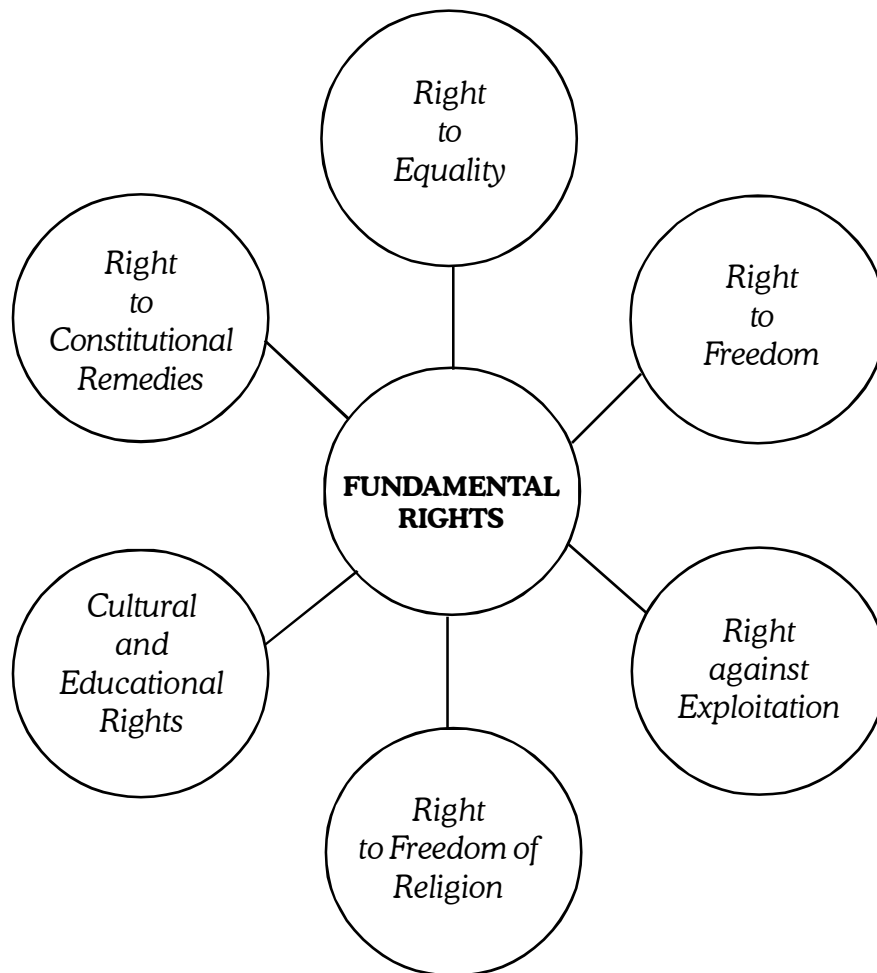 Right
to
Equality
Right
to
Freedom
Right
against
Exploitation
Right
to Freedom of
Religion
Cultural
and
Educational
Rights
Right
to
Constitutional
Remedies
FUNDAMENTAL
RIGHTS